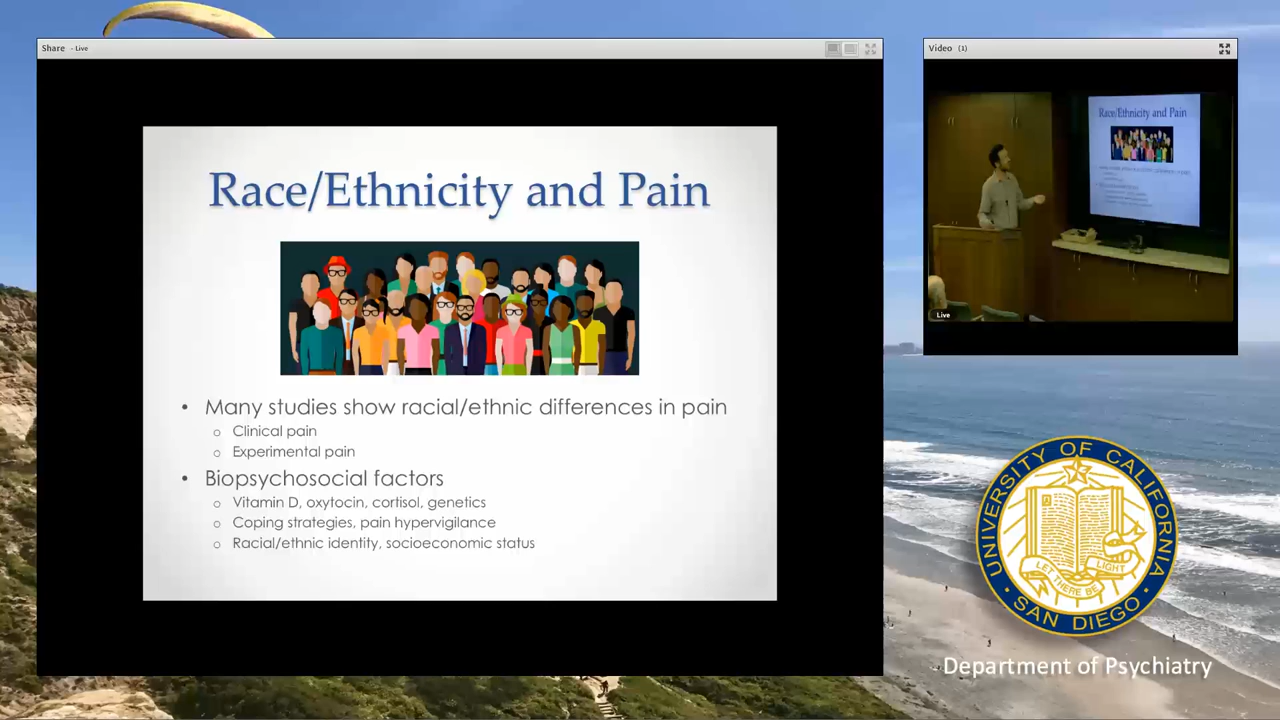 Share - Live
Video (1)
Race/Ethnicity and Pain
• Many studies show racial/ethnic differences in pain
o Clinical pain
o Experimental pain
• Biopsychosocial factors
o Vitamin D, oxytocin, cortisol, genetics
o Coping strategies, pain hypervigilance
o Racial/ethnic identity, socioeconomic status
Race/Ethnicity and Pain
Live
UNIVERSITY OF CALIFORNIA
LET THERE BE LIGHT
• SAN DIEGO •
Department of Psychiatry